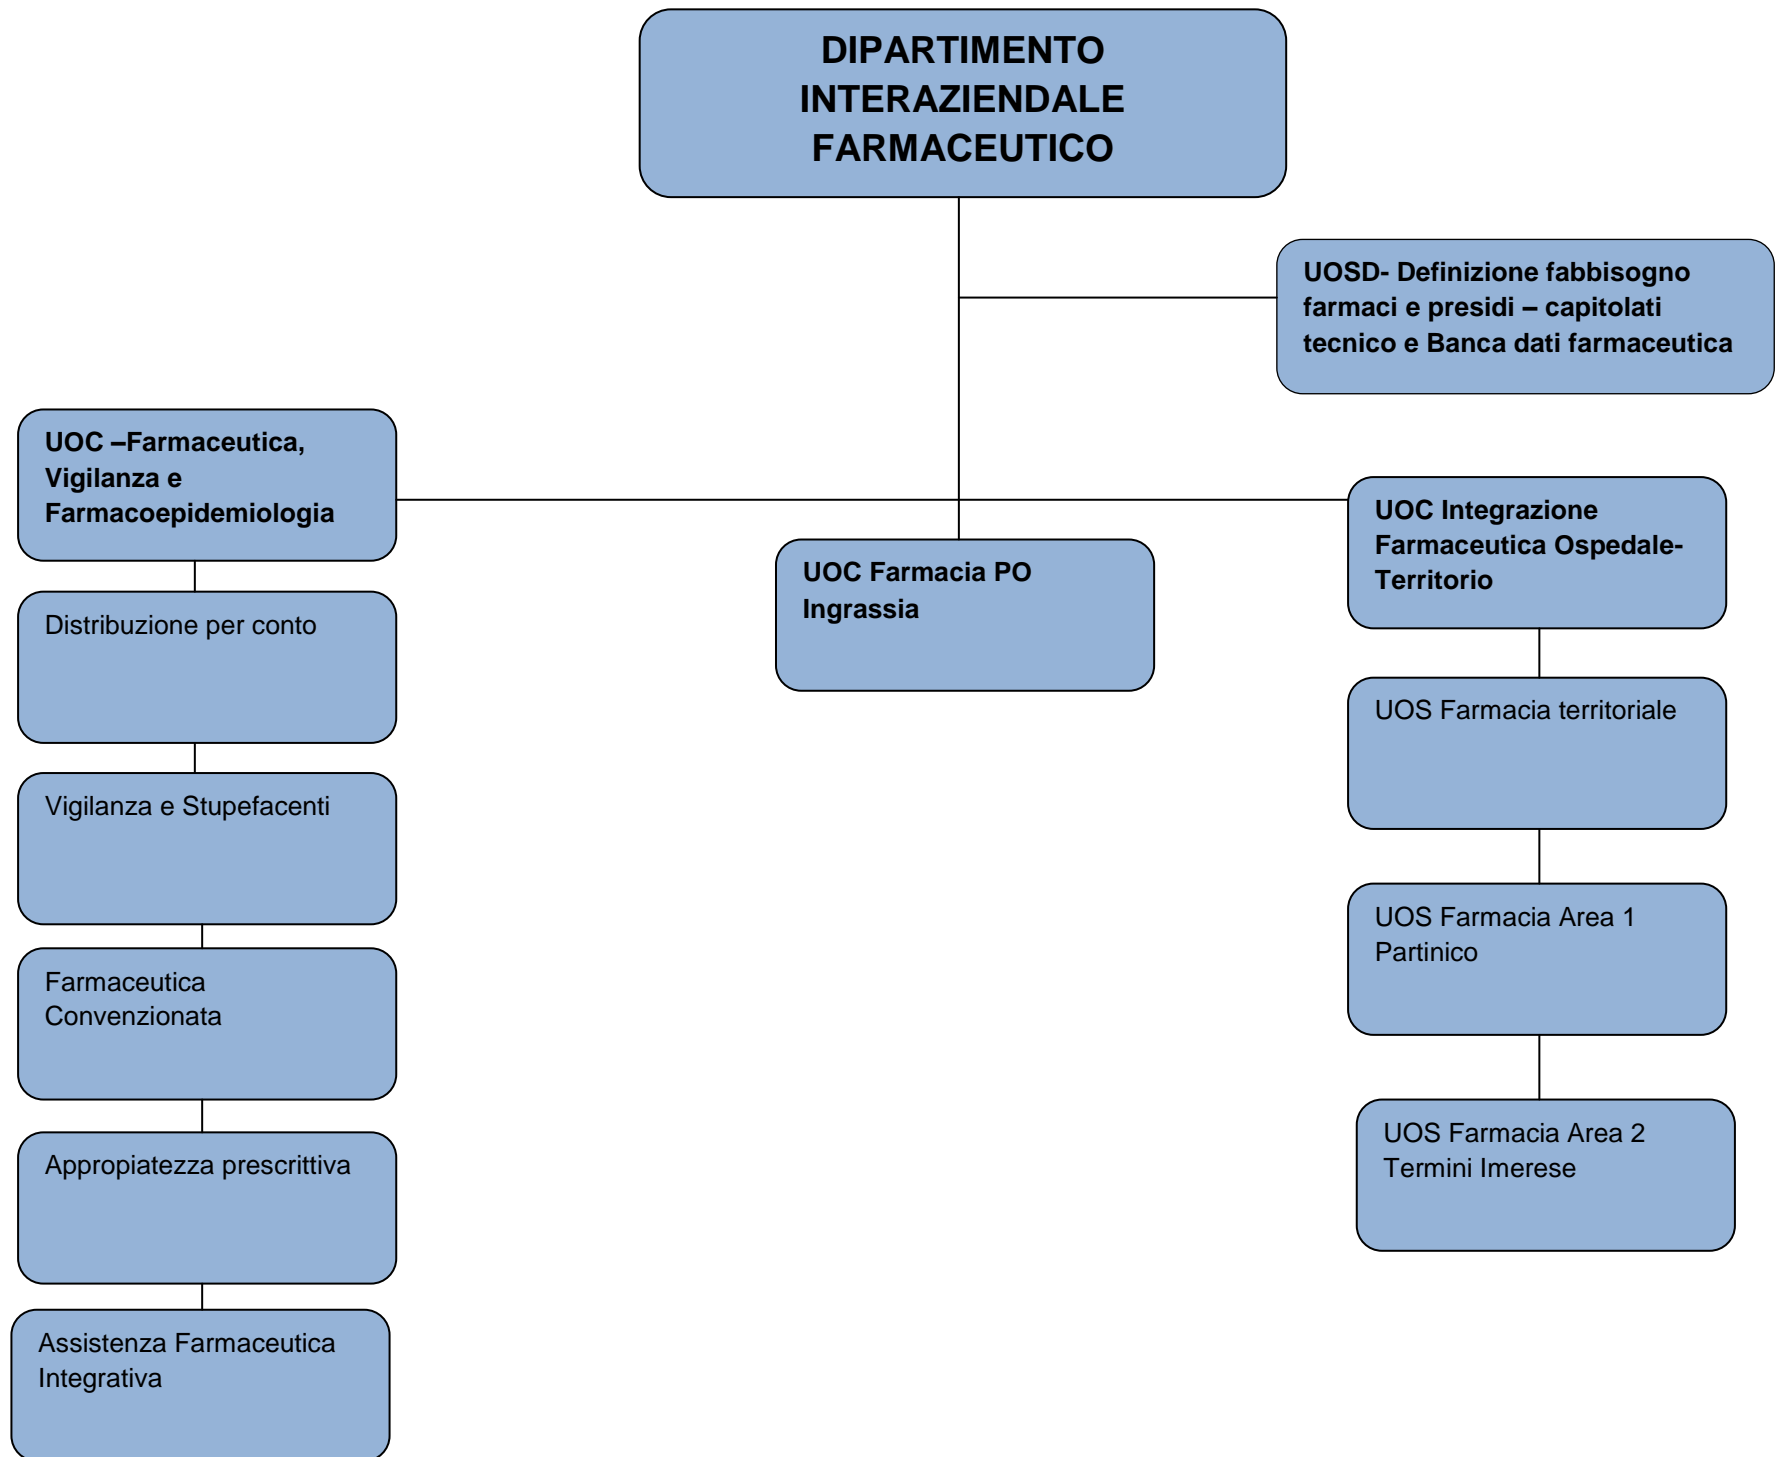 DIPARTIMENTO
INTERAZIENDALE
FARMACEUTICO
UOSD- Definizione fabbisogno
farmaci e presidi – capitolati
tecnico e Banca dati farmaceutica
UOC –Farmaceutica,
Vigilanza e
Farmacoepidemiologia
Distribuzione per conto
Vigilanza e Stupefacenti
Farmaceutica
Convenzionata
Appropiatezza prescrittiva
Assistenza Farmaceutica
Integrativa
UOC Farmacia PO
Ingrassia
UOC Integrazione
Farmaceutica Ospedale-
Territorio
UOS Farmacia territoriale
UOS Farmacia Area 1
Partinico
UOS Farmacia Area 2
Termini Imerese